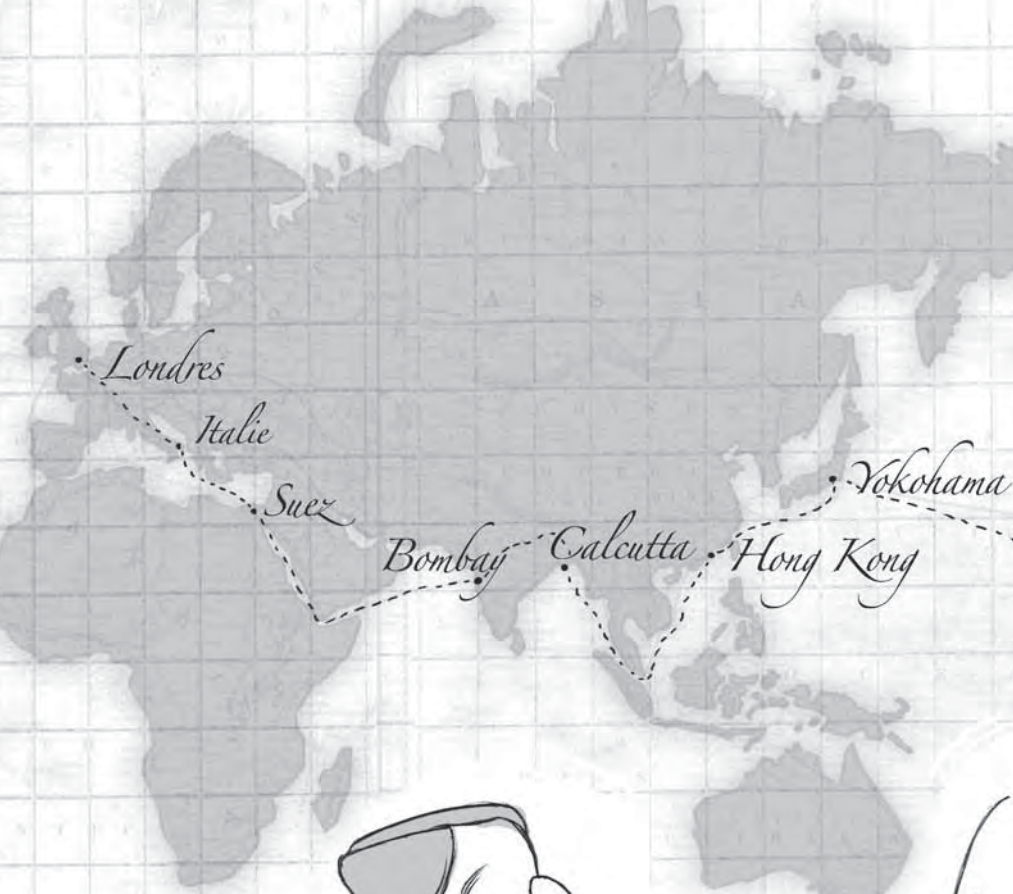 A S I A
Londres
Italie
Suez
Bombay
Calcutta
Hong Kong
Yokohama